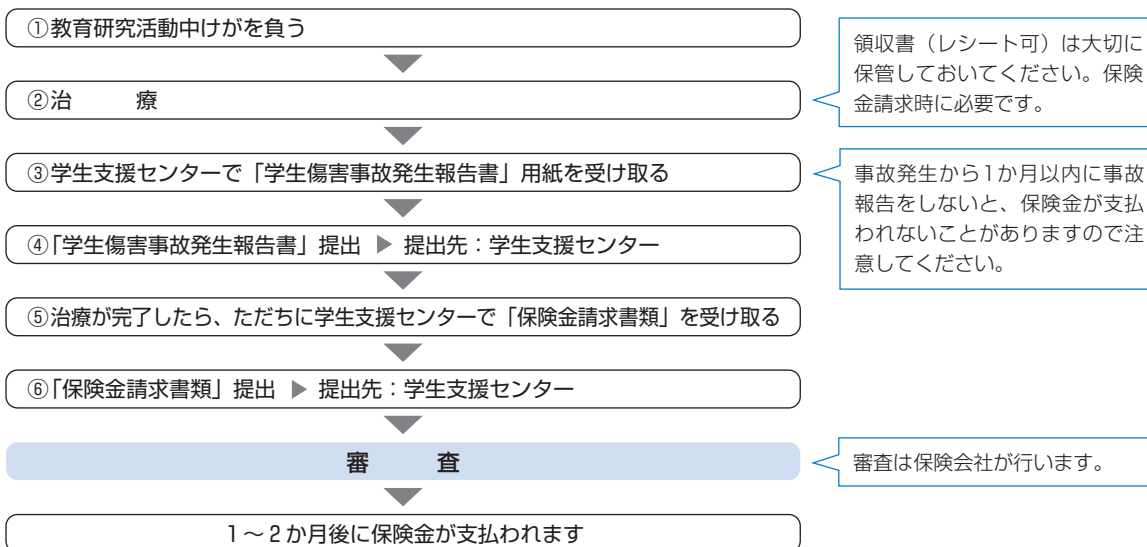 ①教育研究活動中けがを負う
領収書（レシート可）は大切に
保管しておいてください。保険
金請求時に必要です。
②治　　　療
③学生支援センターで「学生傷害事故発生報告書」用紙を受け取る
事故発生から1か月以内に事故
報告をしないと、保険金が支払
われないことがありますので注
意してください。
④「学生傷害事故発生報告書」提出 ▶ 提出先：学生支援センター
⑤治療が完了したら、ただちに学生支援センターで「保険金請求書類」を受け取る
⑥「保険金請求書類」提出 ▶ 提出先：学生支援センター
審　　　査
審査は保険会社が行います。
1～2か月後に保険金が支払われます